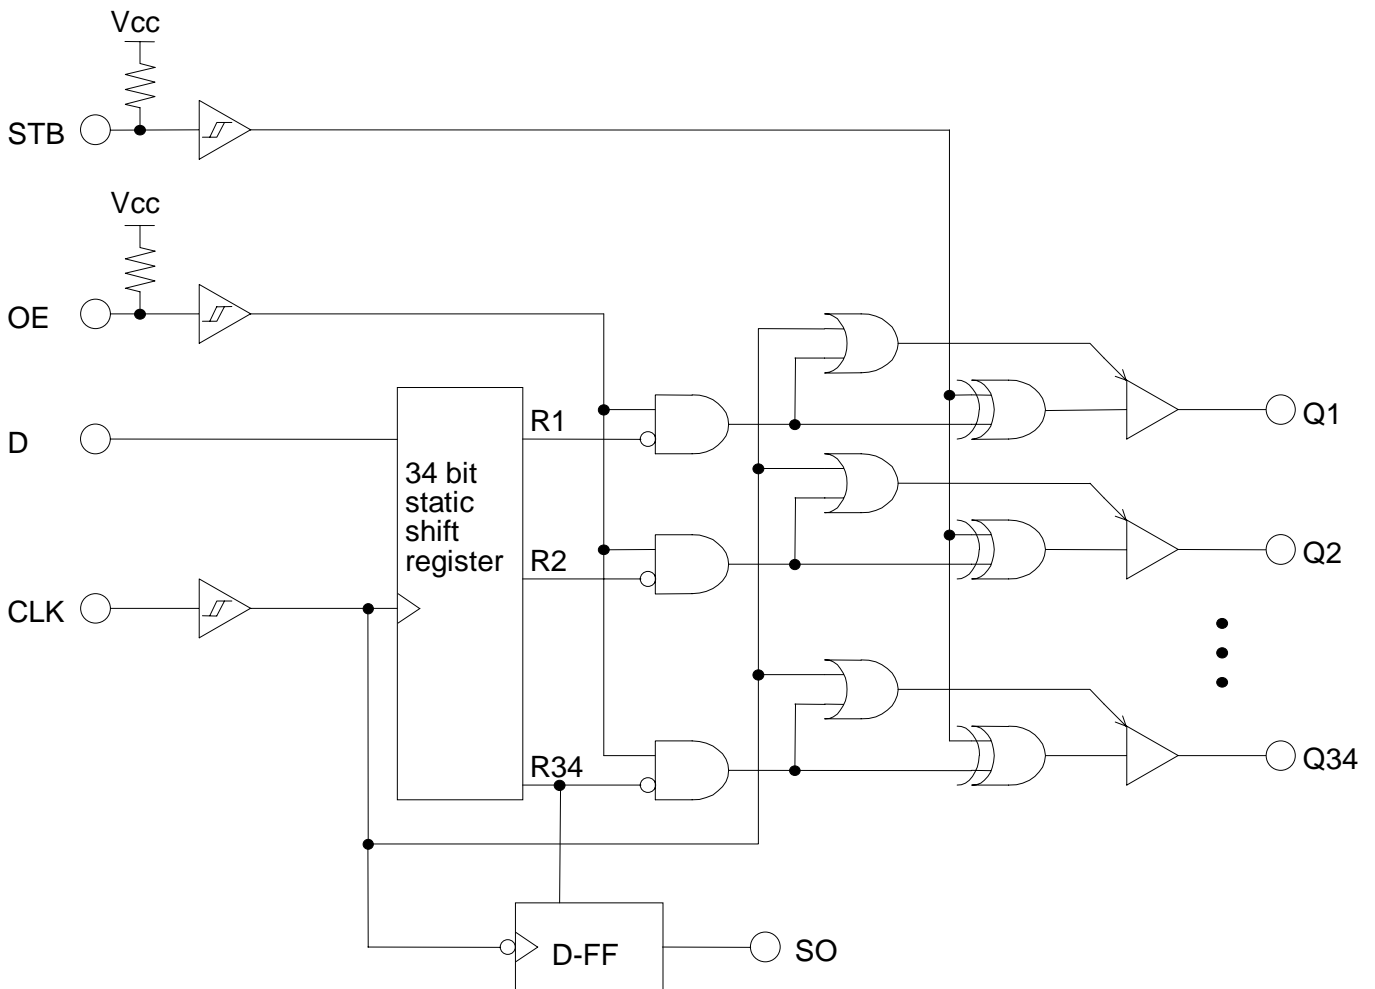 Vcc
STB
Vcc
OE
D
CLK
34 bit
static
shift
register
R1
R2
R34
Q1
Q2
Q34
D-FF
SO